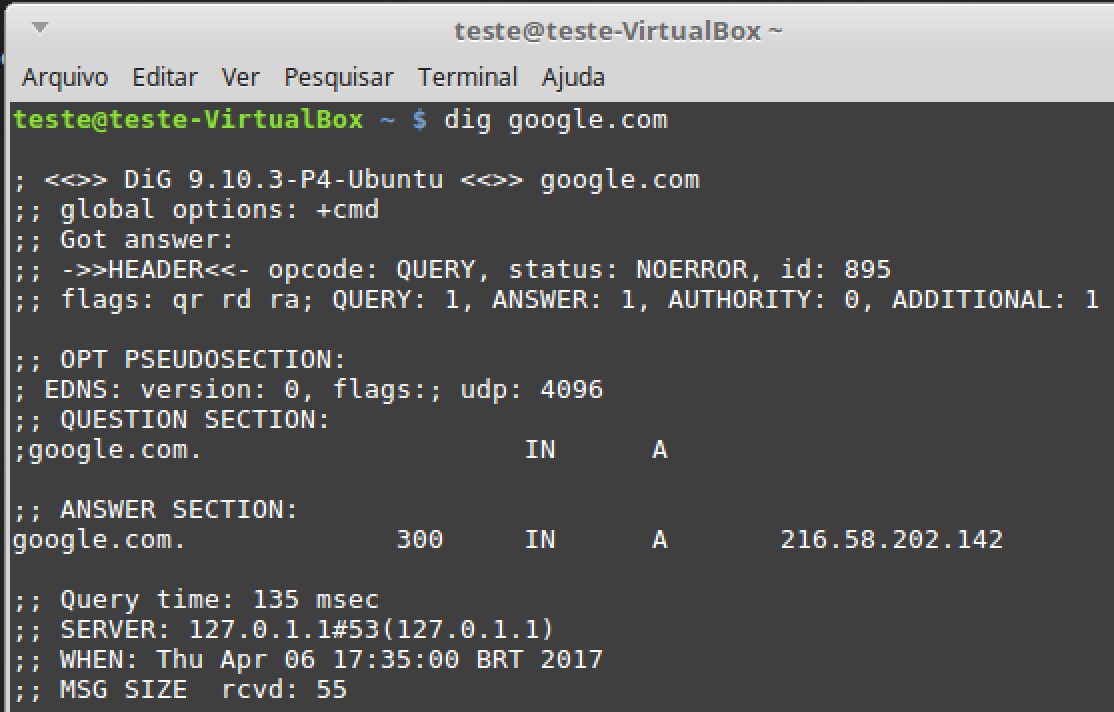 teste@teste-VirtualBox ~
Arquivo Editar Ver Pesquisar Terminal Ajuda
teste@teste-VirtualBox ~ $ dig google.com
; <<>> DiG 9.10.3-P4-Ubuntu <<>> google.com
;; global options: +cmd
;; Got answer:
;; ->>HEADER<<- opcode: QUERY, status: NOERROR, id: 895
;; flags: qr rd ra; QUERY: 1, ANSWER: 1, AUTHORITY: 0, ADDITIONAL: 1
;; OPT PSEUDOSECTION:
; EDNS: version: 0, flags:; udp: 4096
;; QUESTION SECTION:
;google.com. IN A
;; ANSWER SECTION:
google.com. 300 IN A 216.58.202.142
;; Query time: 135 msec
;; SERVER: 127.0.1.1#53(127.0.1.1)
;; WHEN: Thu Apr 06 17:35:00 BRT 2017
;; MSG SIZE rcvd: 55